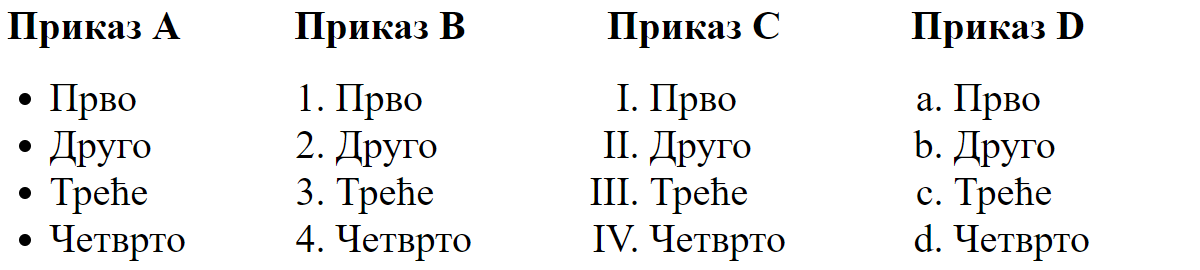 Приказ A
• Прво
• Друго
• Треће
• Четврто
Приказ B
1. Прво
2. Друго
3. Треће
4. Четврто
Приказ C
I. Прво
II. Друго
III. Треће
IV. Четврто
Приказ D
a. Прво
b. Друго
c. Треће
d. Четврто